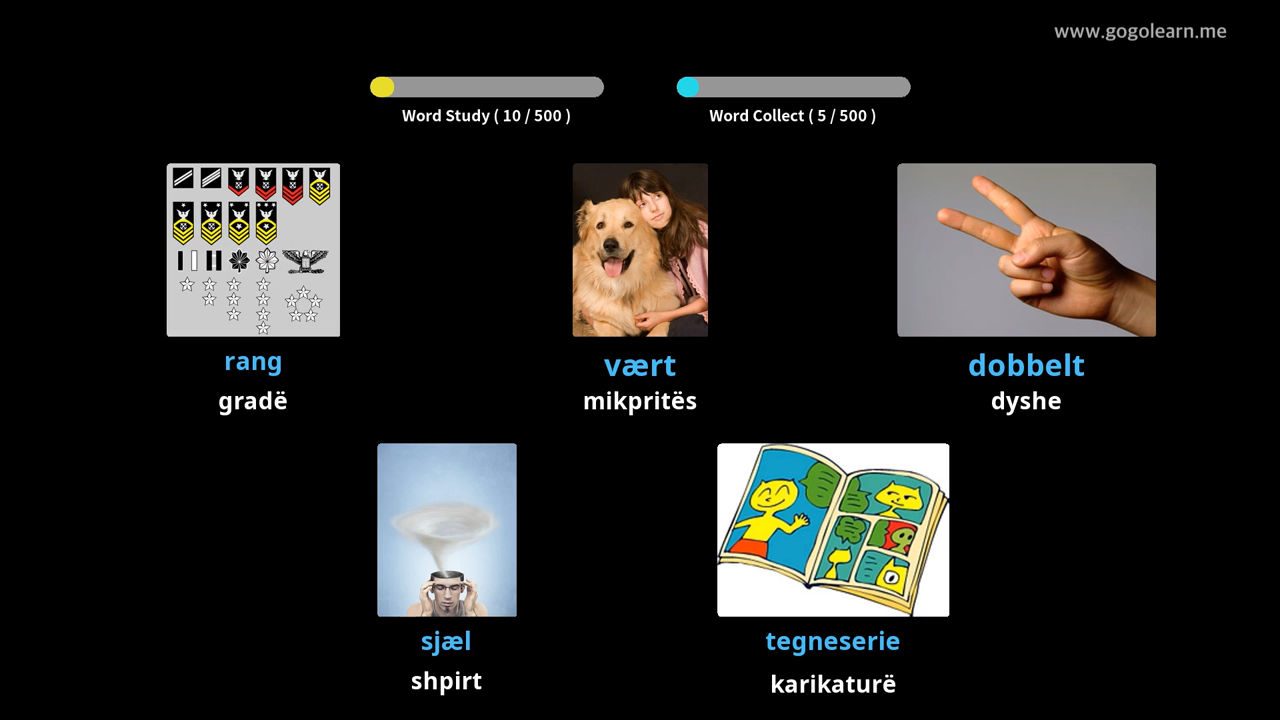 www.gogolearn.me
Word Study ( 10 / 500 )
Word Collect ( 5 / 500 )
rang
vært
dobbelt
gradë
mikpritës
dyshe
sjæl
tegneserie
shpirt
karikaturë